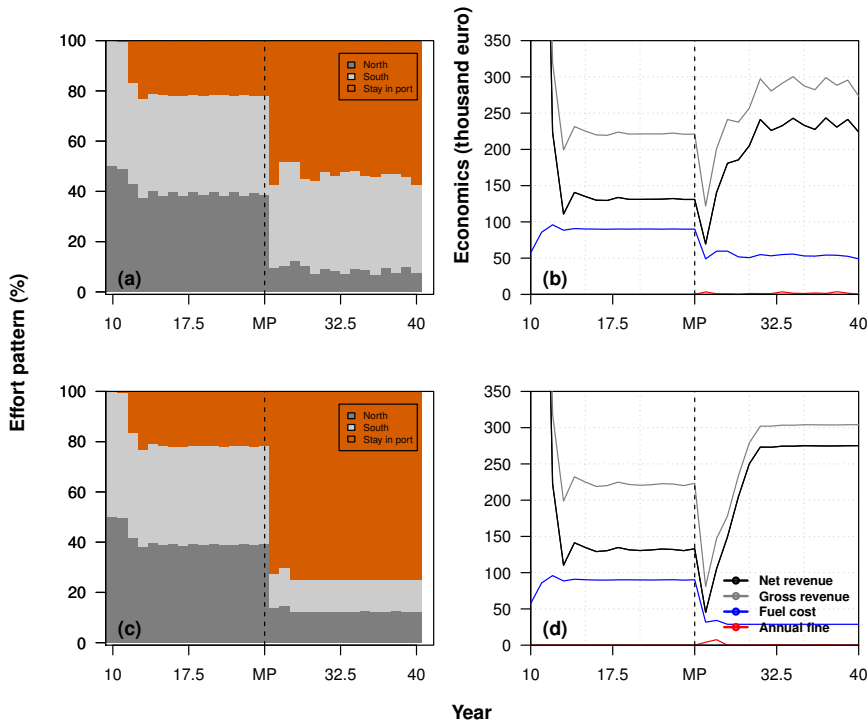 Effort pattern (%)
100
80
60
40
20
0
North
South
Stay in port
(a)
10
17.5
MP
32.5
40
Economics (thousand euro)
350
300
250
200
150
100
50
0
(b)
10
17.5
MP
32.5
40
100
80
60
40
20
0
North
South
Stay in port
(c)
10
17.5
MP
32.5
40
350
300
250
200
150
100
50
0
Net revenue
Gross revenue
Fuel cost
Annual fine
(d)
10
17.5
MP
32.5
40
Year